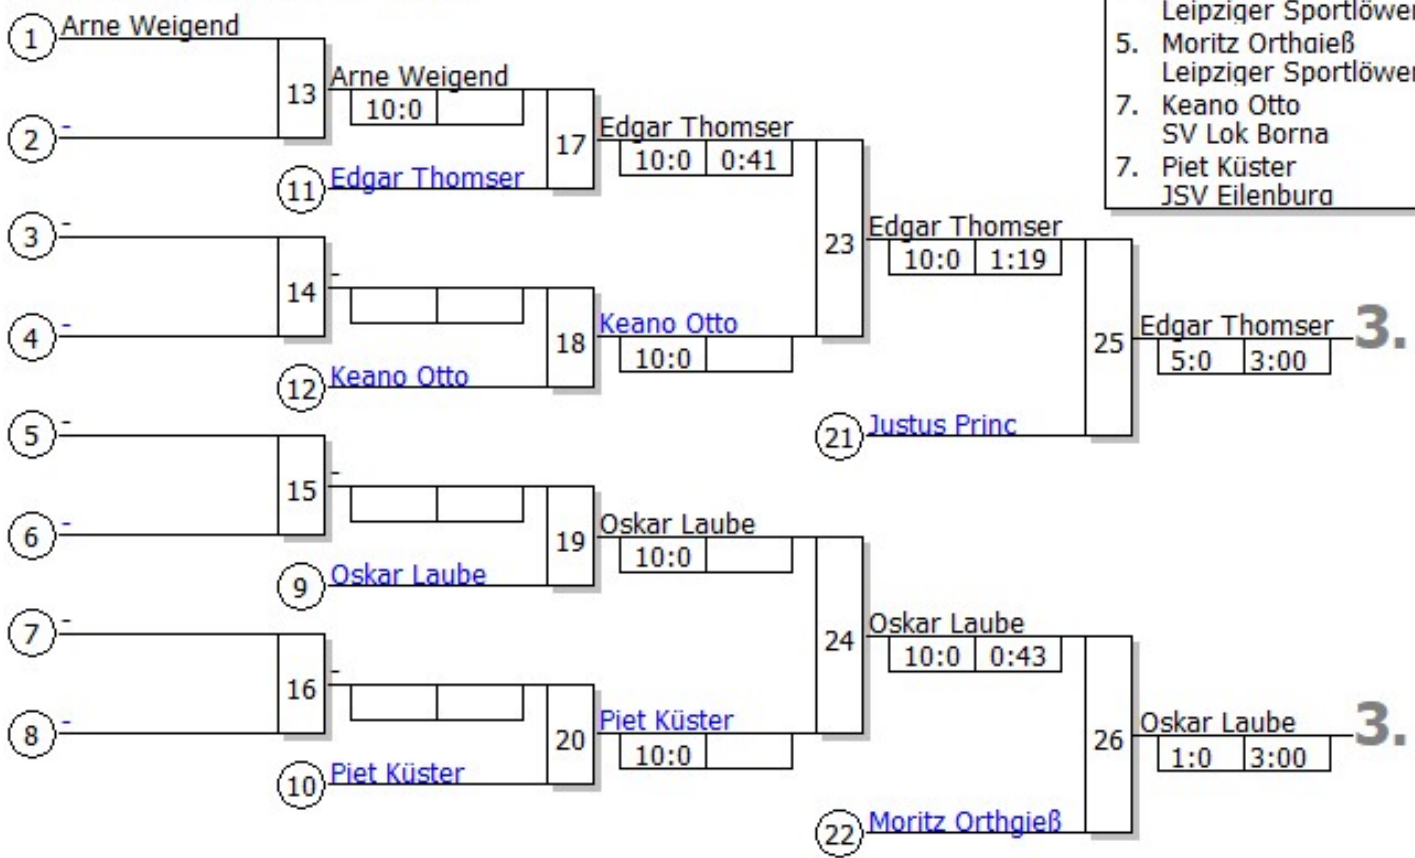 Leipziger Sportlöwen
5. Moritz Orthgieß
Leipziger Sportlöwen
7. Keano Otto
SV Lok Borna
7. Piet Küster
JSV Eilenburg
1 Arne Weigend
2 -
3 -
4 -
5 -
6 -
7 -
8 -
13 Arne Weigend
10:0
11 Edgar Thomser
14 -
12 Keano Otto
15 -
9 Oskar Laube
16 -
10 Piet Küster
17 Edgar Thomser
10:0 0:41
18 Keano Otto
10:0
19 Oskar Laube
10:0
20 Piet Küster
10:0
23 Edgar Thomser
10:0 1:19
21 Justus Princ
24 Oskar Laube
10:0 0:43
22 Moritz Orthgieß
25 Edgar Thomser 3.
5:0 3:00
26 Oskar Laube 3.
1:0 3:00